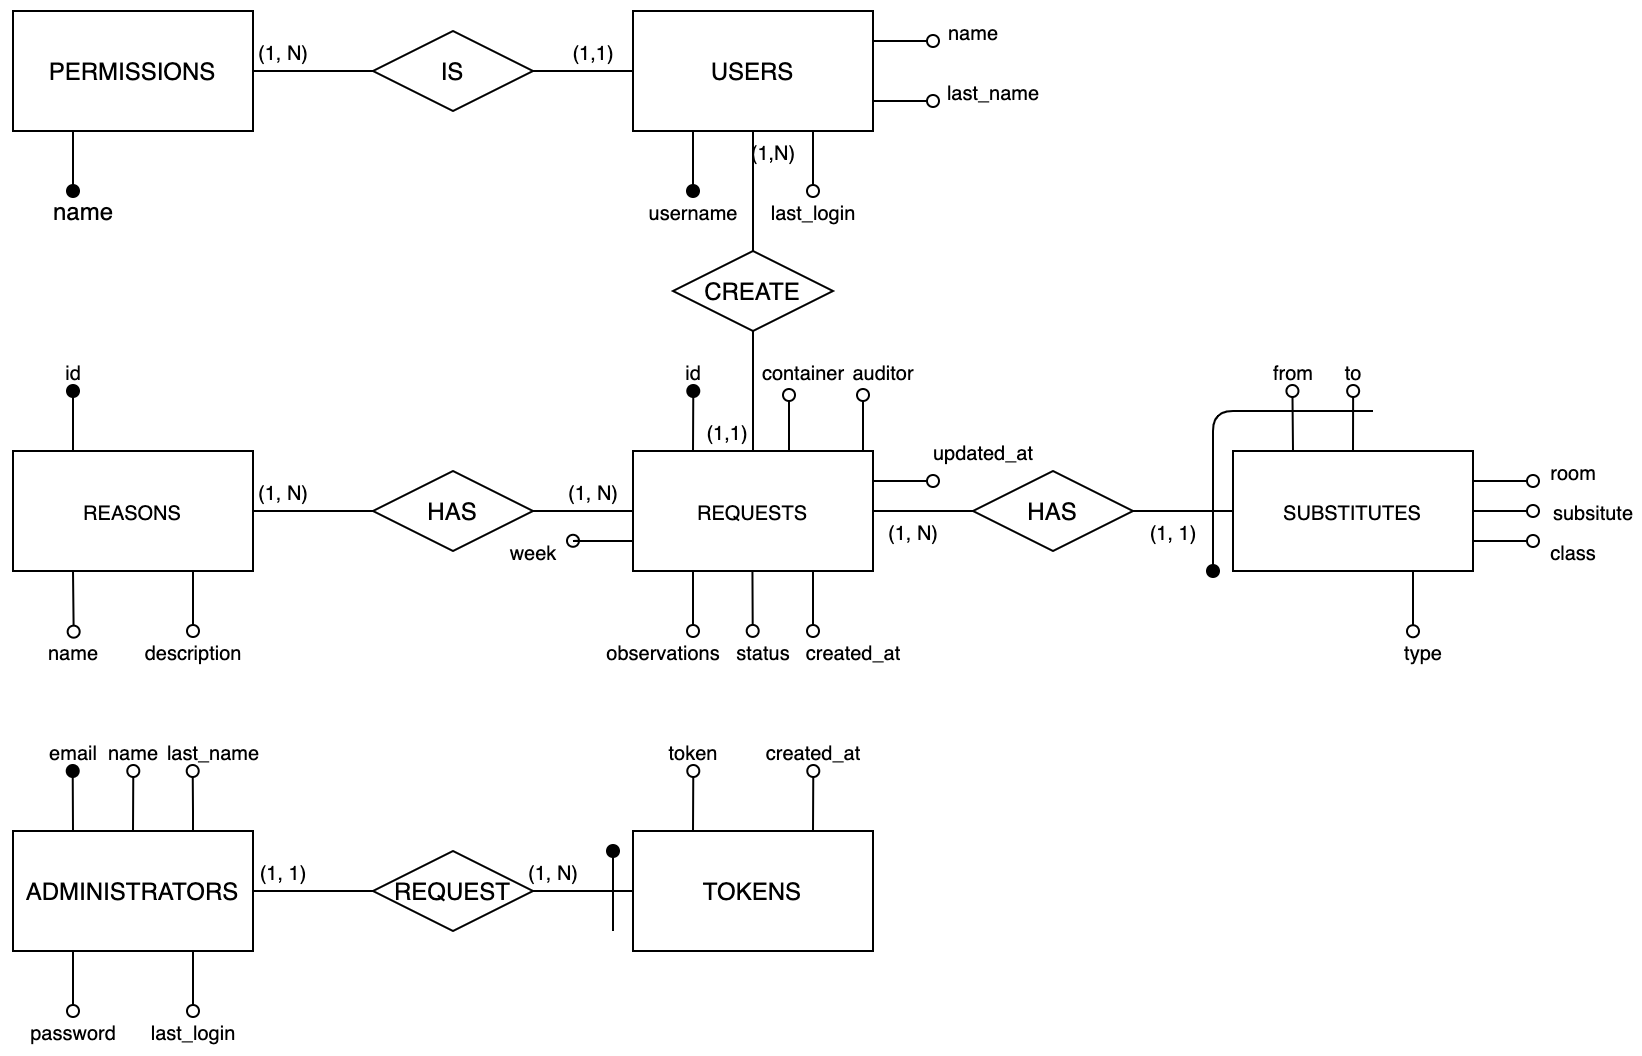 PERMISSIONS
(1, N)
IS
(1,1)
USERS
name
last_name
name
username
(1,N)
last_login
CREATE
id
id
container
auditor
from
to
(1,1)
updated_at
REASONS
(1, N)
HAS
(1, N)
week
REQUESTS
(1, N)
HAS
(1, 1)
SUBSTITUTES
room
subsitute
class
name
description
observations
status
created_at
type
email
name
last_name
token
created_at
ADMINISTRATORS
(1, 1)
REQUEST
(1, N)
TOKENS
password
last_login